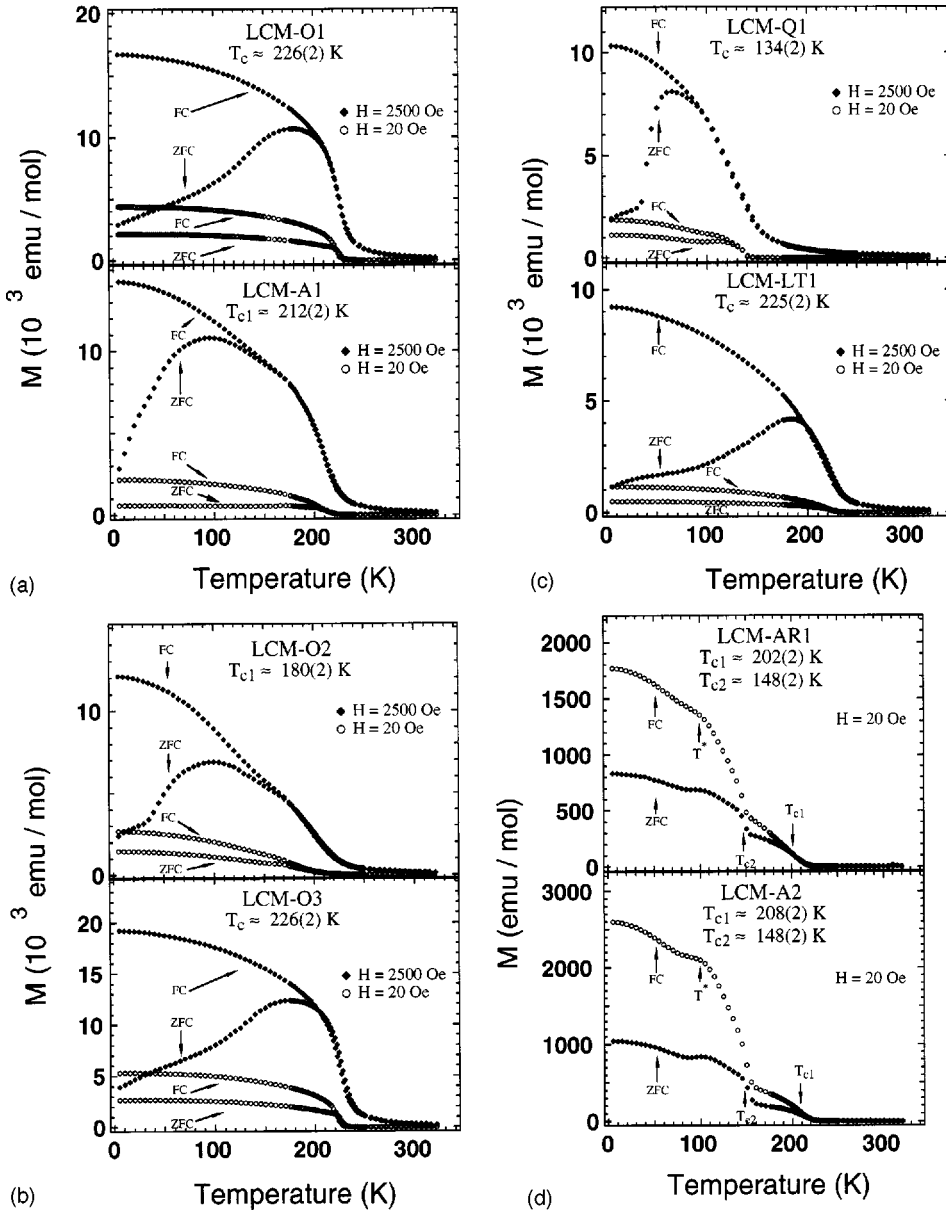 LCM-O1
Tc ≈ 226(2) K
20
10
0
FC
ZFC
FC
ZFC
H = 2500 Oe
H = 20 Oe
M (10 3 emu / mol)
LCM-A1
Tc1 ≈ 212(2) K
10
0
FC
ZFC
FC
ZFC
H = 2500 Oe
H = 20 Oe
0 100 200 300
Temperature (K)
(a)
LCM-Q1
Tc ≈ 134(2) K
10
5
0
FC
ZFC
FC
ZFC
H = 2500 Oe
H = 20 Oe
M (10 3 emu / mol)
LCM-LT1
Tc ≈ 225(2) K
10
5
0
FC
ZFC
FC
ZFC
H = 2500 Oe
H = 20 Oe
0 100 200 300
Temperature (K)
(c)
LCM-O2
Tc1 ≈ 180(2) K
10
0
FC
ZFC
FC
ZFC
H = 2500 Oe
H = 20 Oe
M (10 3 emu / mol)
LCM-O3
Tc ≈ 226(2) K
20
15
10
5
0
FC
ZFC
FC
ZFC
H = 2500 Oe
H = 20 Oe
0 100 200 300
Temperature (K)
(b)
LCM-AR1
Tc1 ≈ 202(2) K
Tc2 ≈ 148(2) K
2000
1500
1000
500
0
FC
T*
ZFC
Tc1
Tc2
H = 20 Oe
M (emu / mol)
LCM-A2
Tc1 ≈ 208(2) K
Tc2 ≈ 148(2) K
3000
2000
1000
0
FC
T*
ZFC
Tc1
Tc2
H = 20 Oe
0 100 200 300
Temperature (K)
(d)